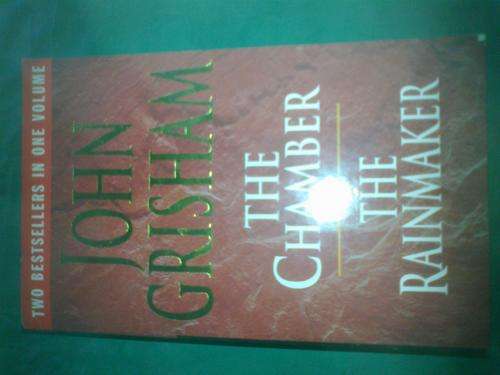 TWO BESTSELLERS IN ONE VOLUME
JOHN
GRISHAM
THE
CHAMBER
THE
RAINMAKER